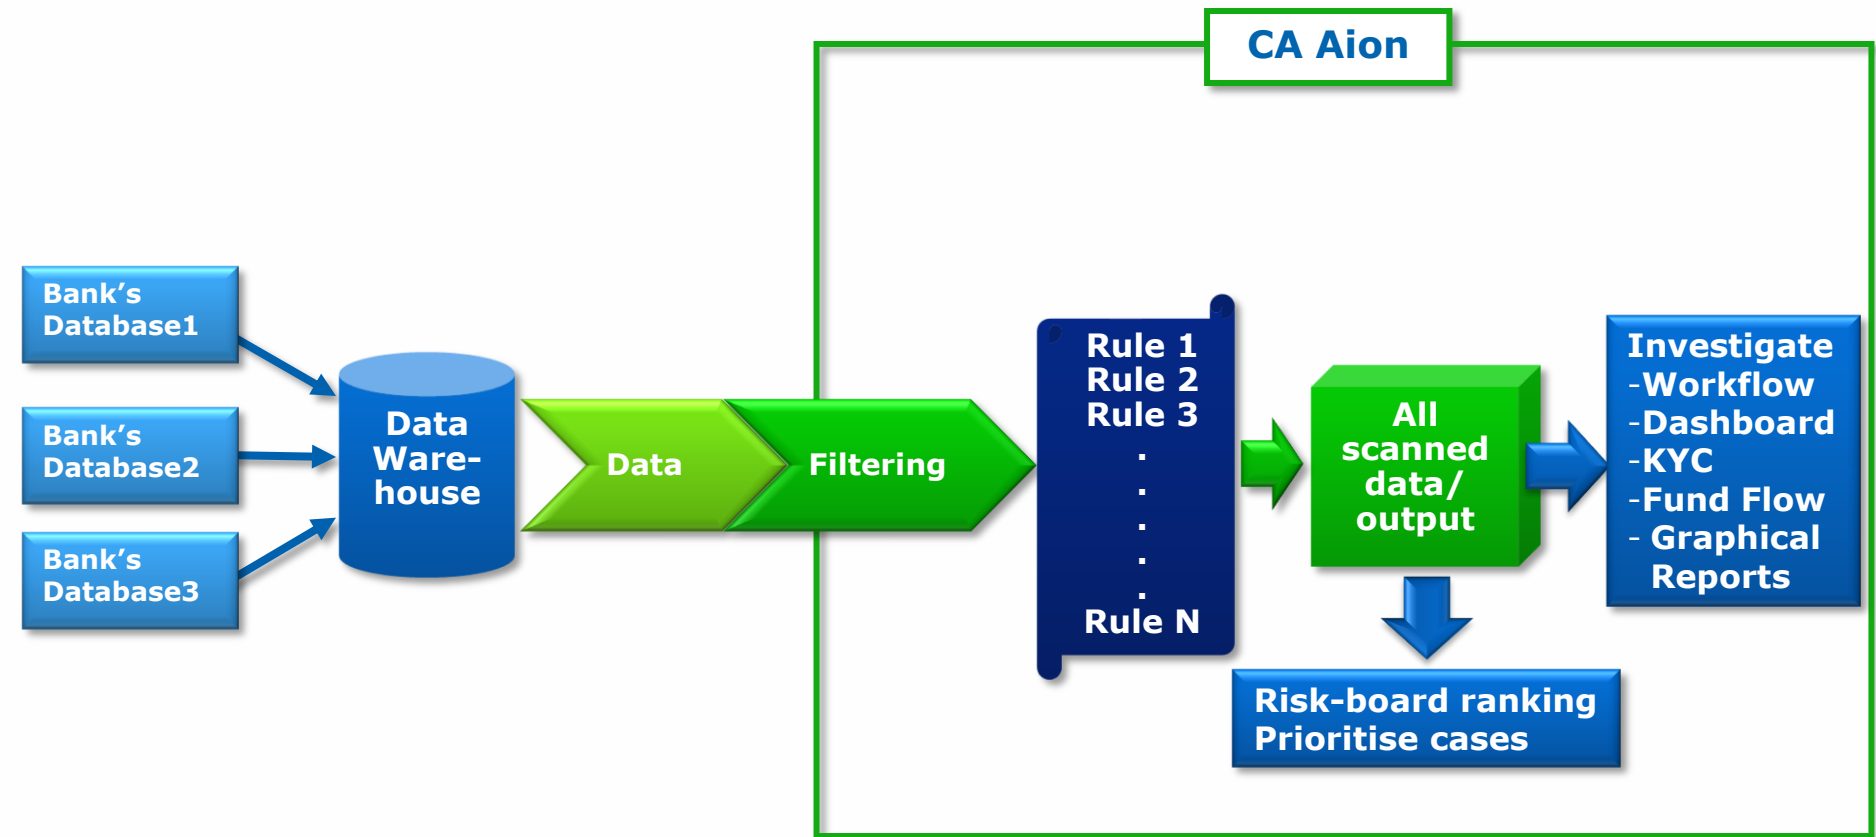 CA Aion
Bank’s
Database1
Bank’s
Database2
Bank’s
Database3
Data
Ware-
house
Data
Filtering
Rule 1
Rule 2
Rule 3
.
.
.
.
.
Rule N
All
scanned
data/
output
Investigate
-Workflow
-Dashboard
-KYC
-Fund Flow
- Graphical
Reports
Risk-board ranking
Prioritise cases